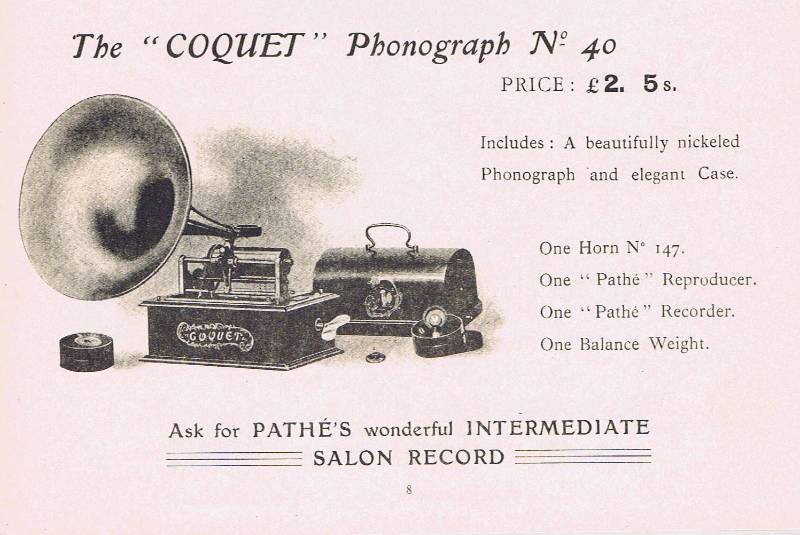 The "COQUET" Phonograph Nº 40
PRICE: £2. 5s.
Includes: A beautifully nickeled
Phonograph and elegant Case.
One Horn Nº 147.
One "Pathé" Reproducer.
One "Pathé" Recorder.
One Balance Weight.
COQUET
Ask for PATHÉ'S wonderful INTERMEDIATE
SALON RECORD
8